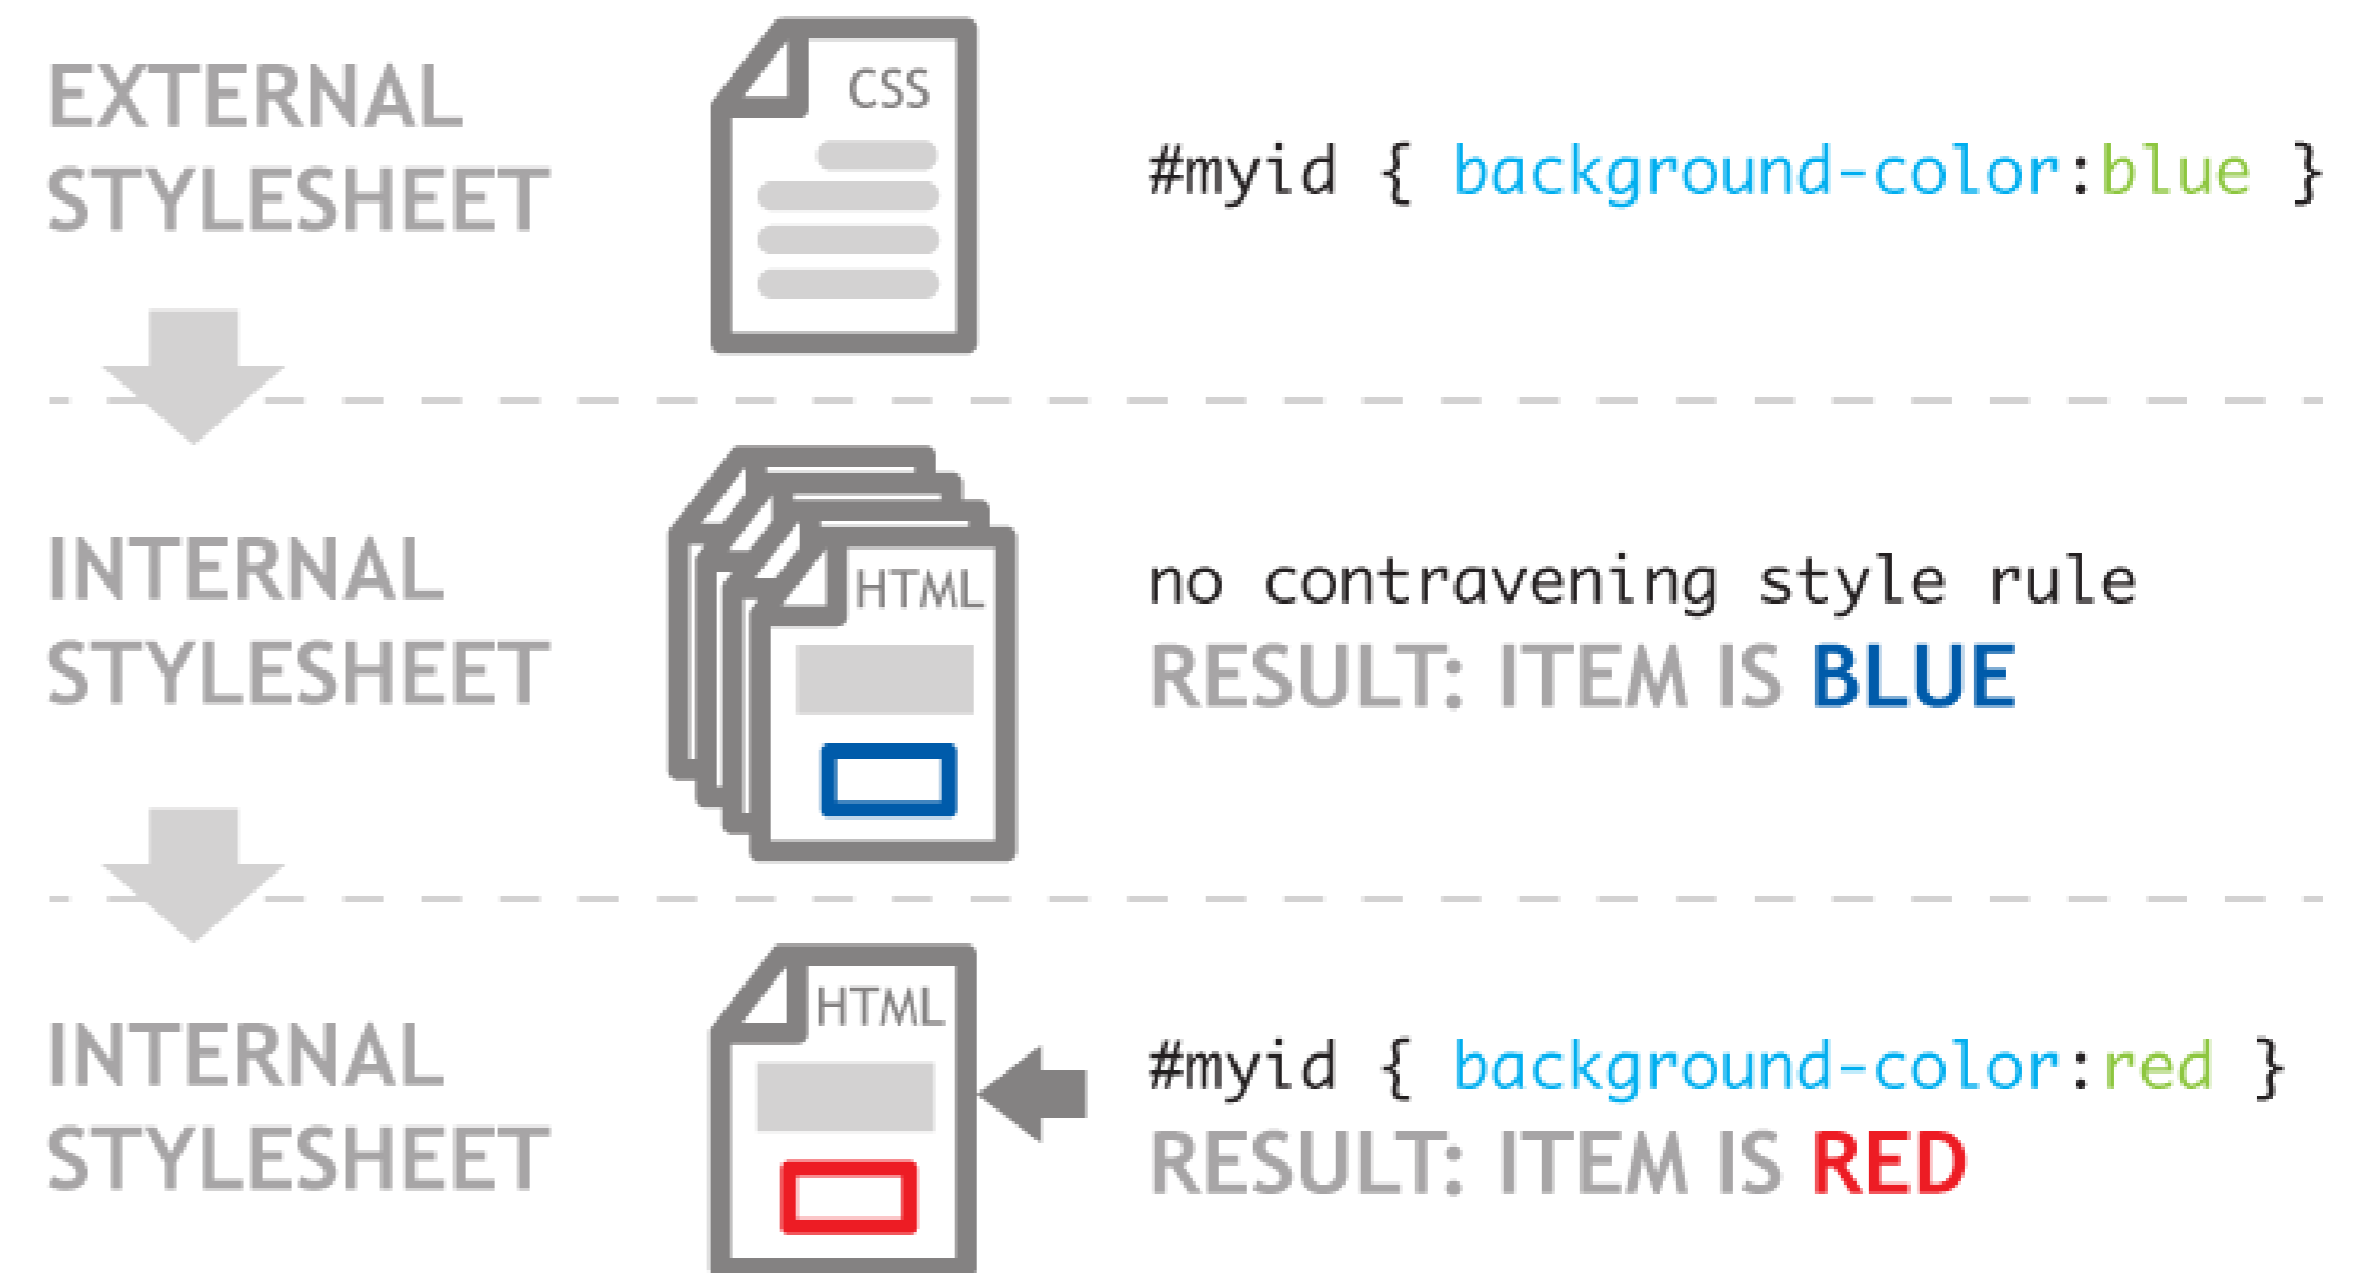 EXTERNAL
STYLESHEET
CSS
#myid { background-color:blue }
INTERNAL
STYLESHEET
HTML
no contravening style rule
RESULT: ITEM IS BLUE
INTERNAL
STYLESHEET
HTML
#myid { background-color:red }
RESULT: ITEM IS RED